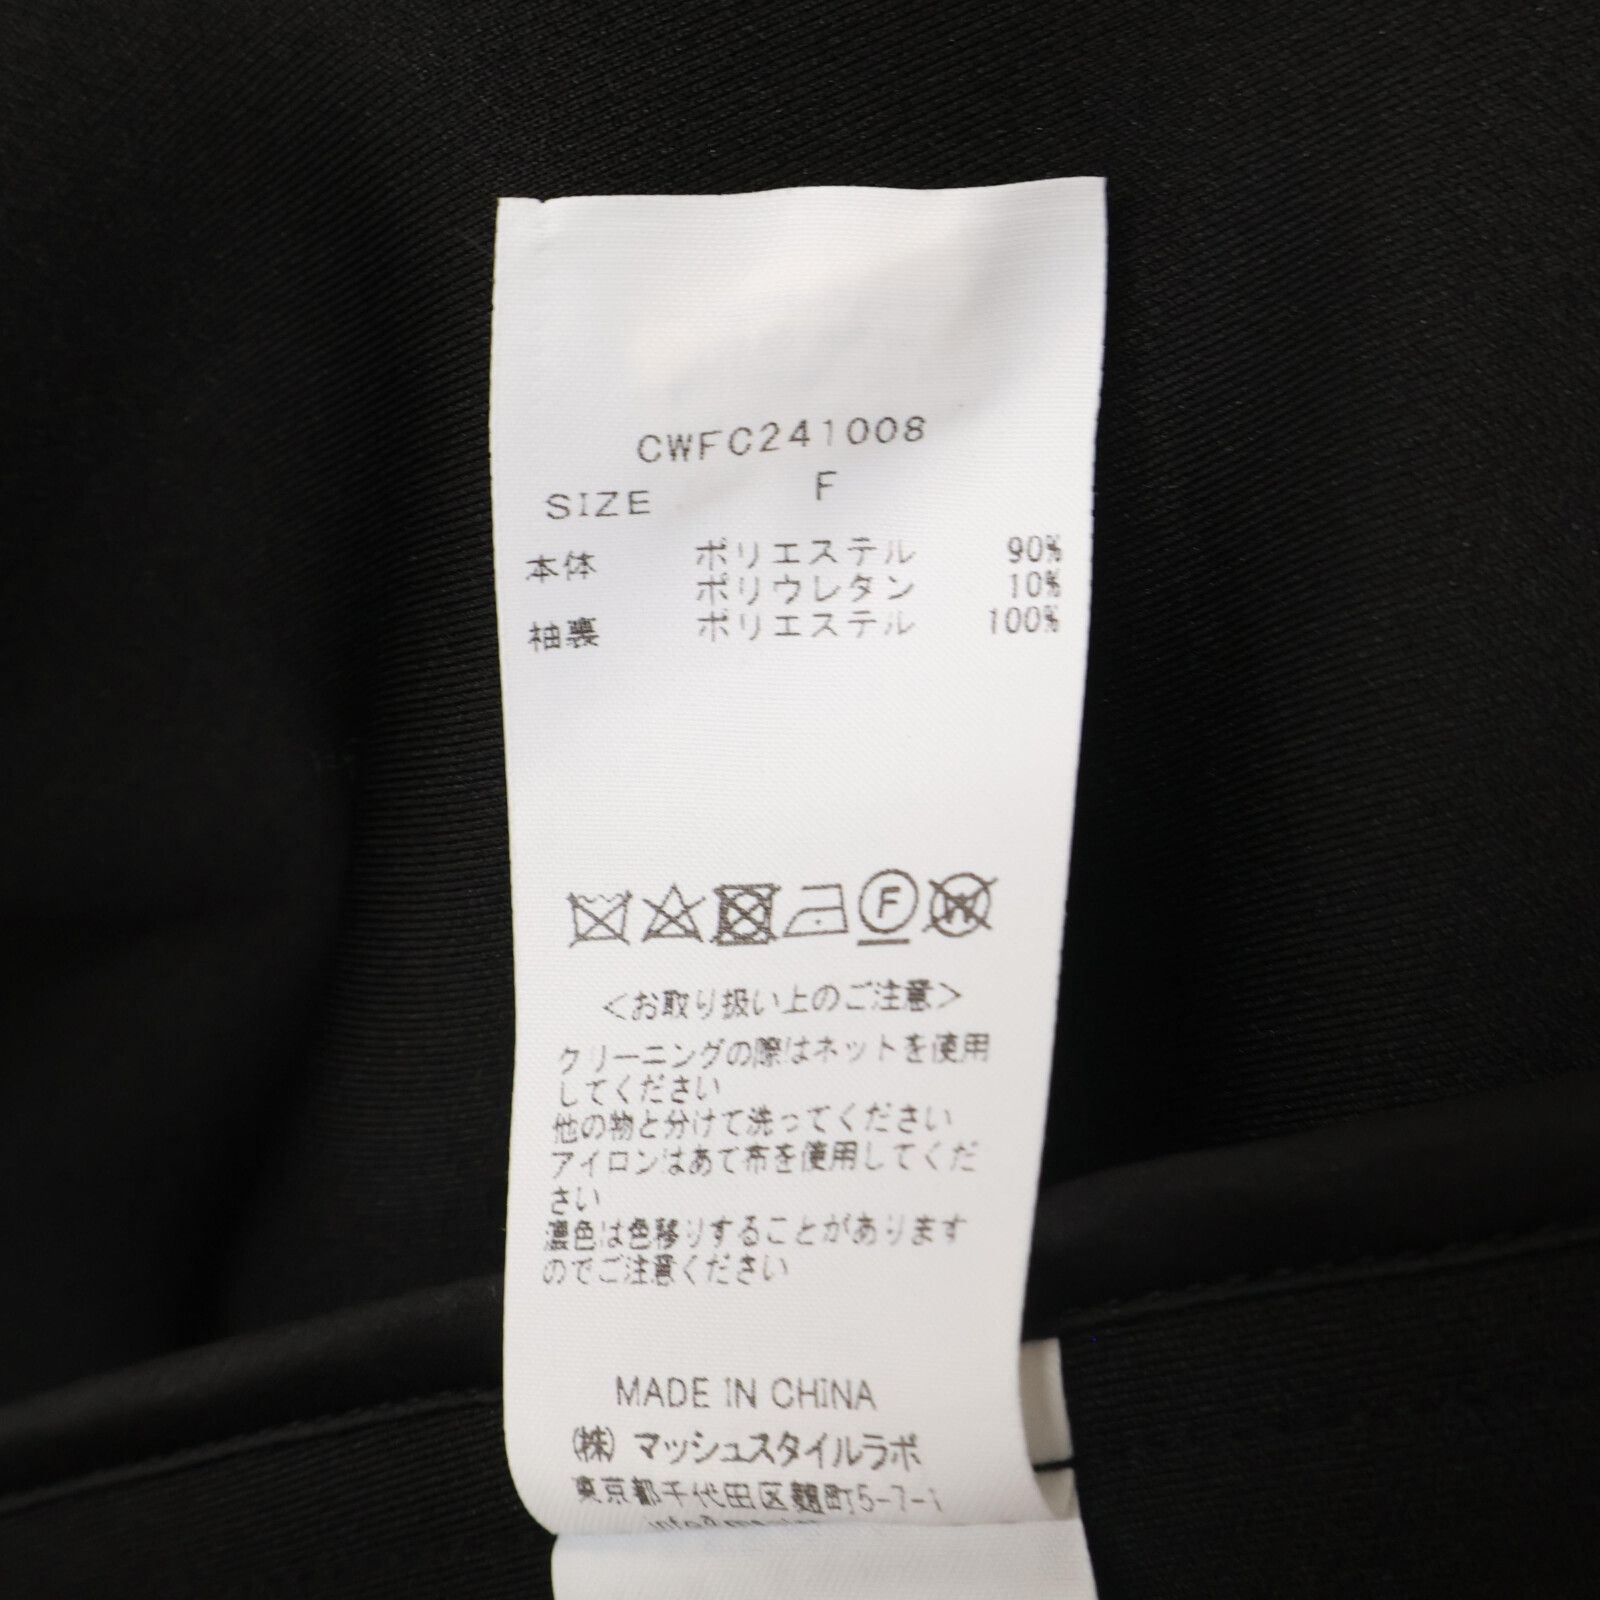 CWFC241008
SIZE F
本体 ポリエステル 90%
ポリウレタン 10%
袖裏 ポリエステル 100%
F
W
<お取り扱い上のご注意>
クリーニングの際はネットを使用
してください
他の物と分けて洗ってください
アイロンはあて布を使用してくだ
さい
濃色は色移りすることがあります
のでご注意ください
MADE IN CHINA
(株) マッシュスタイルラボ
東京都千代田区麹町5-7-1